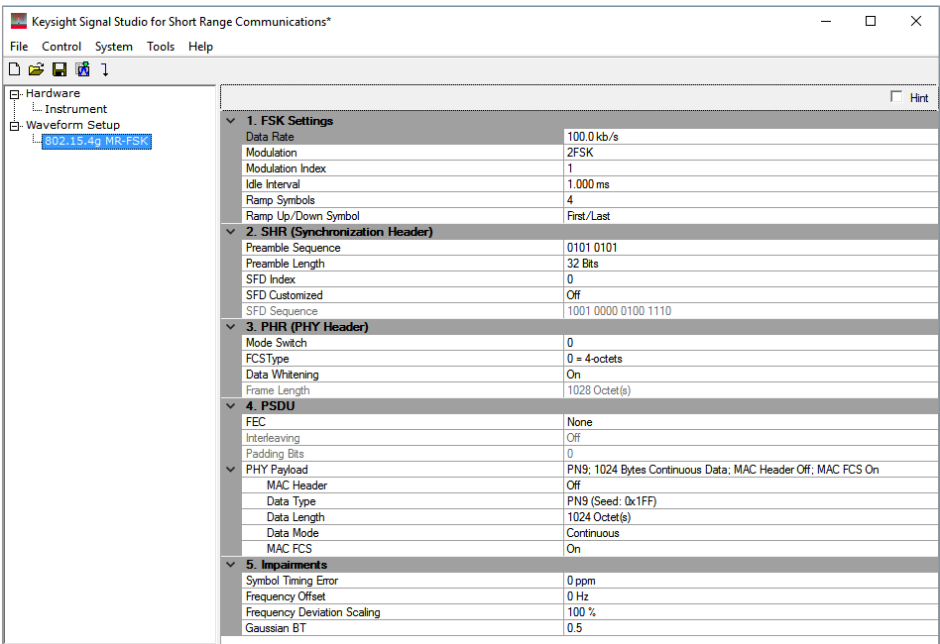 Keysight Signal Studio for Short Range Communications*
File Control System Tools Help
Hardware
Instrument
Waveform Setup
802.15.4g MR-FSK
Hint
1. FSK Settings
Data Rate 100.0 kb/s
Modulation 2FSK
Modulation Index 1
Idle Interval 1.000 ms
Ramp Symbols 4
Ramp Up/Down Symbol First/Last
2. SHR (Synchronization Header)
Preamble Sequence 0101 0101
Preamble Length 32 Bits
SFD Index 0
SFD Customized Off
SFD Sequence 1001 0000 0100 1110
3. PHR (PHY Header)
Mode Switch 0
FCSType 0 = 4-octets
Data Whitening On
Frame Length 1028 Octet(s)
4. PSDU
FEC None
Interleaving Off
Padding Bits 0
PHY Payload PN9; 1024 Bytes Continuous Data; MAC Header Off; MAC FCS On
MAC Header Off
Data Type PN9 (Seed: 0x1FF)
Data Length 1024 Octet(s)
Data Mode Continuous
MAC FCS On
5. Impairments
Symbol Timing Error 0 ppm
Frequency Offset 0 Hz
Frequency Deviation Scaling 100 %
Gaussian BT 0.5